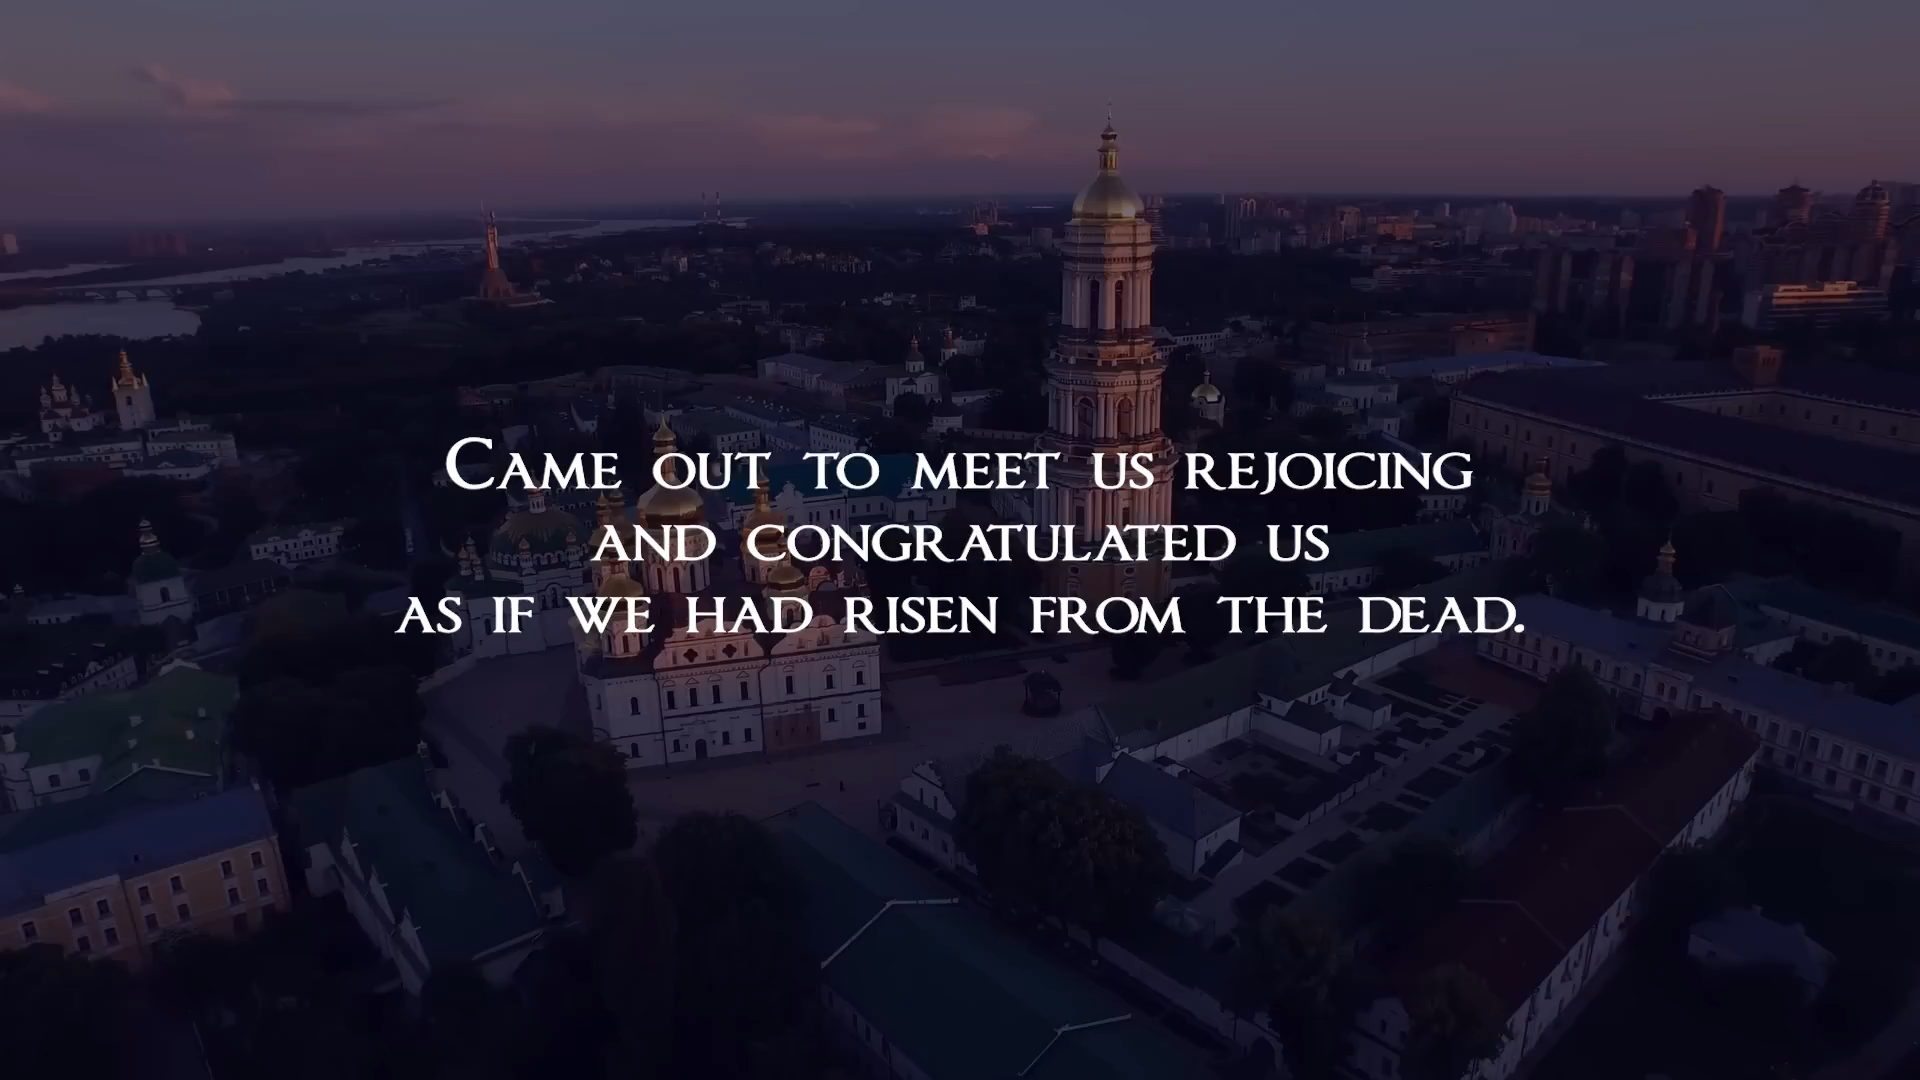 Came out to meet us rejoicing
and congratulated us
as if we had risen from the dead.